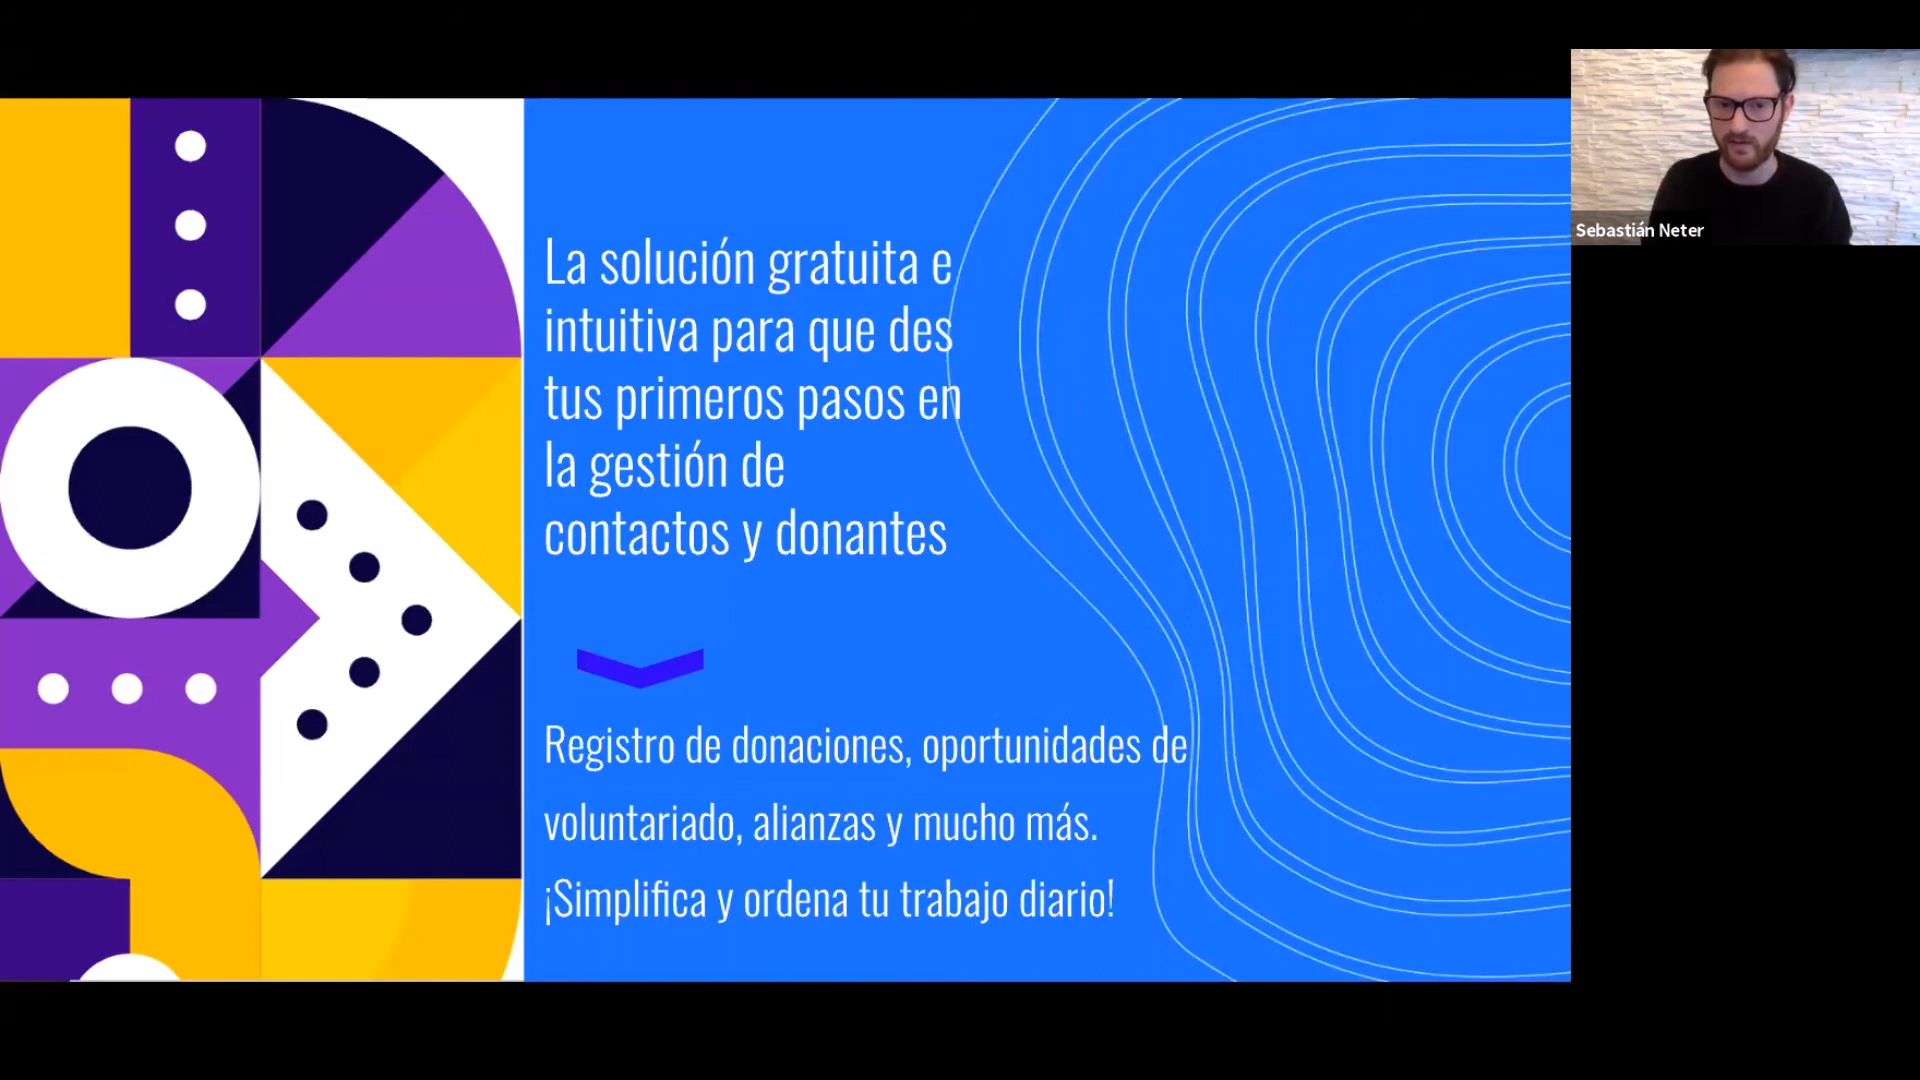 La solución gratuita e
intuitiva para que des
tus primeros pasos en
la gestión de
contactos y donantes
Registro de donaciones, oportunidades de
voluntariado, alianzas y mucho más.
¡Simplifica y ordena tu trabajo diario!
Sebastián Neter